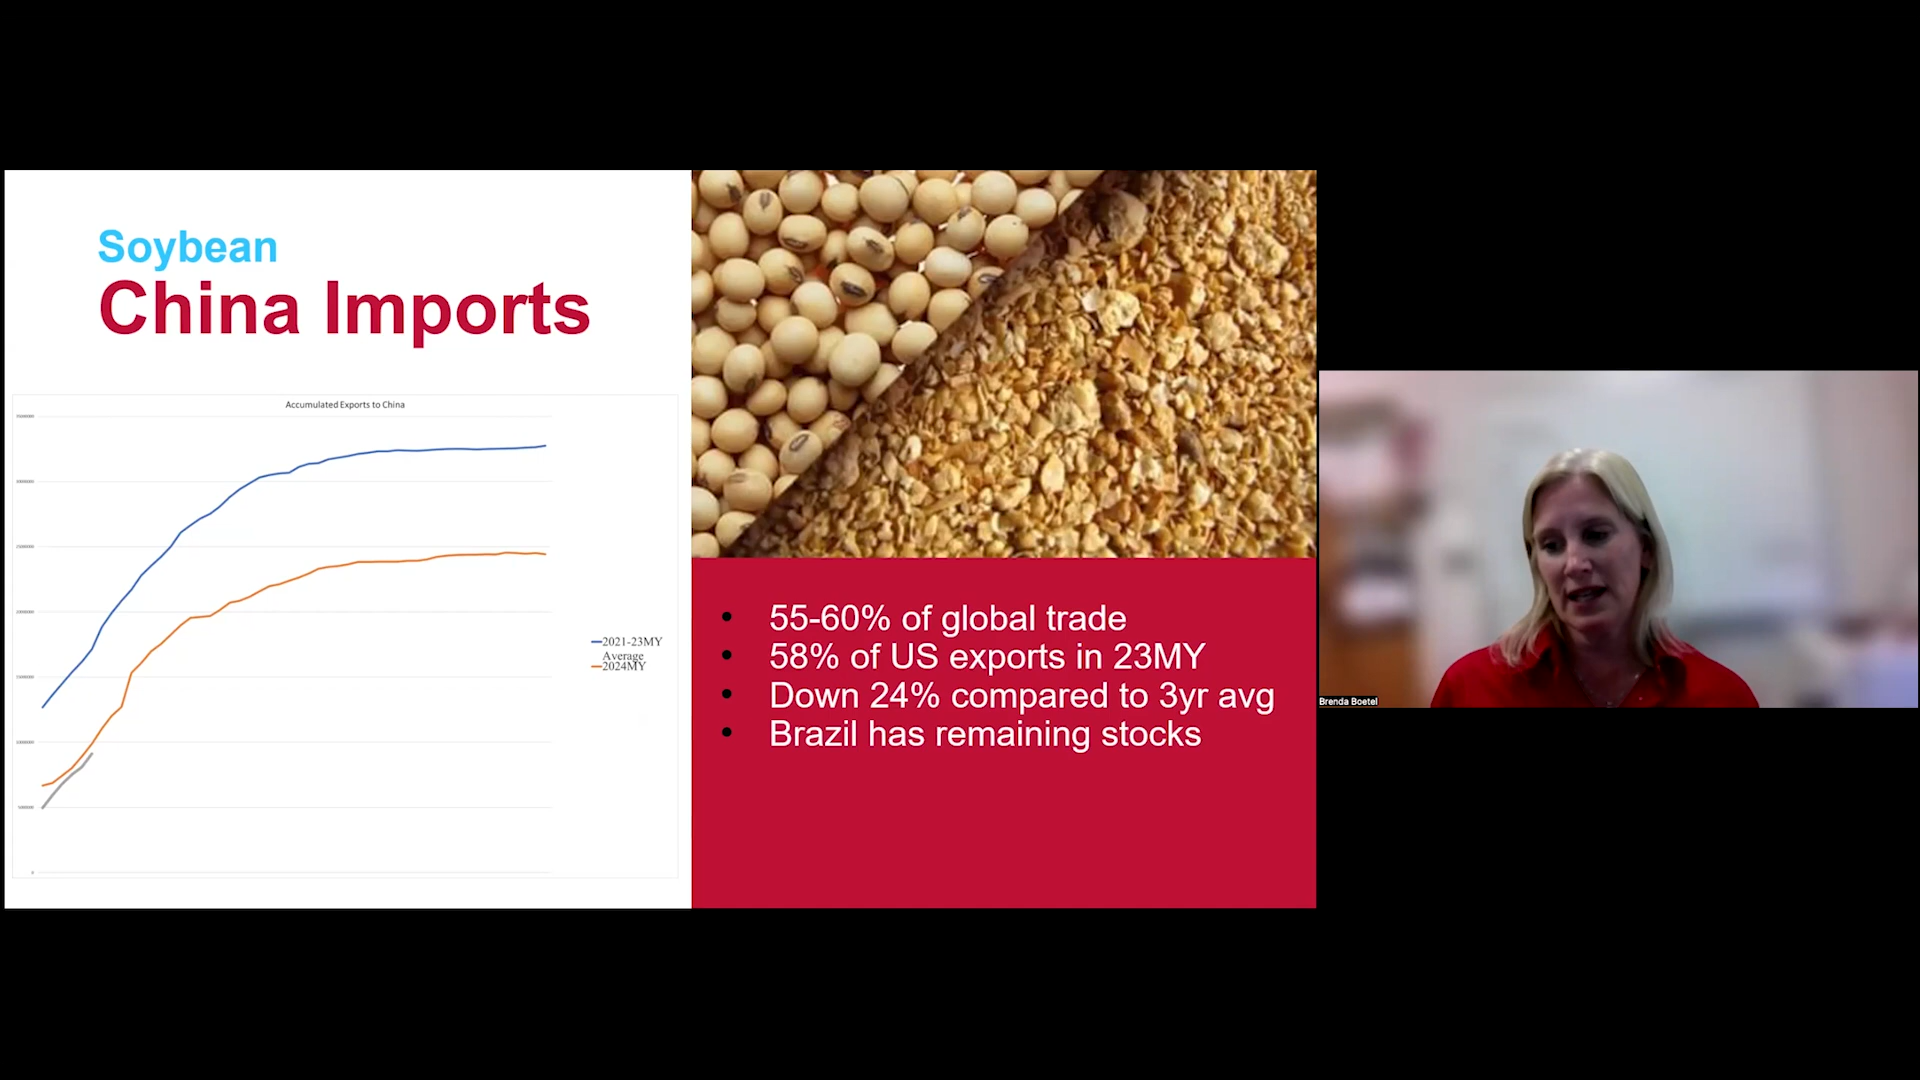 Soybean
China Imports
Accumulated Exports to China
2021-23MY
Average
2024MY
• 55-60% of global trade
• 58% of US exports in 23MY
• Down 24% compared to 3yr avg
• Brazil has remaining stocks
Brenda Boetel